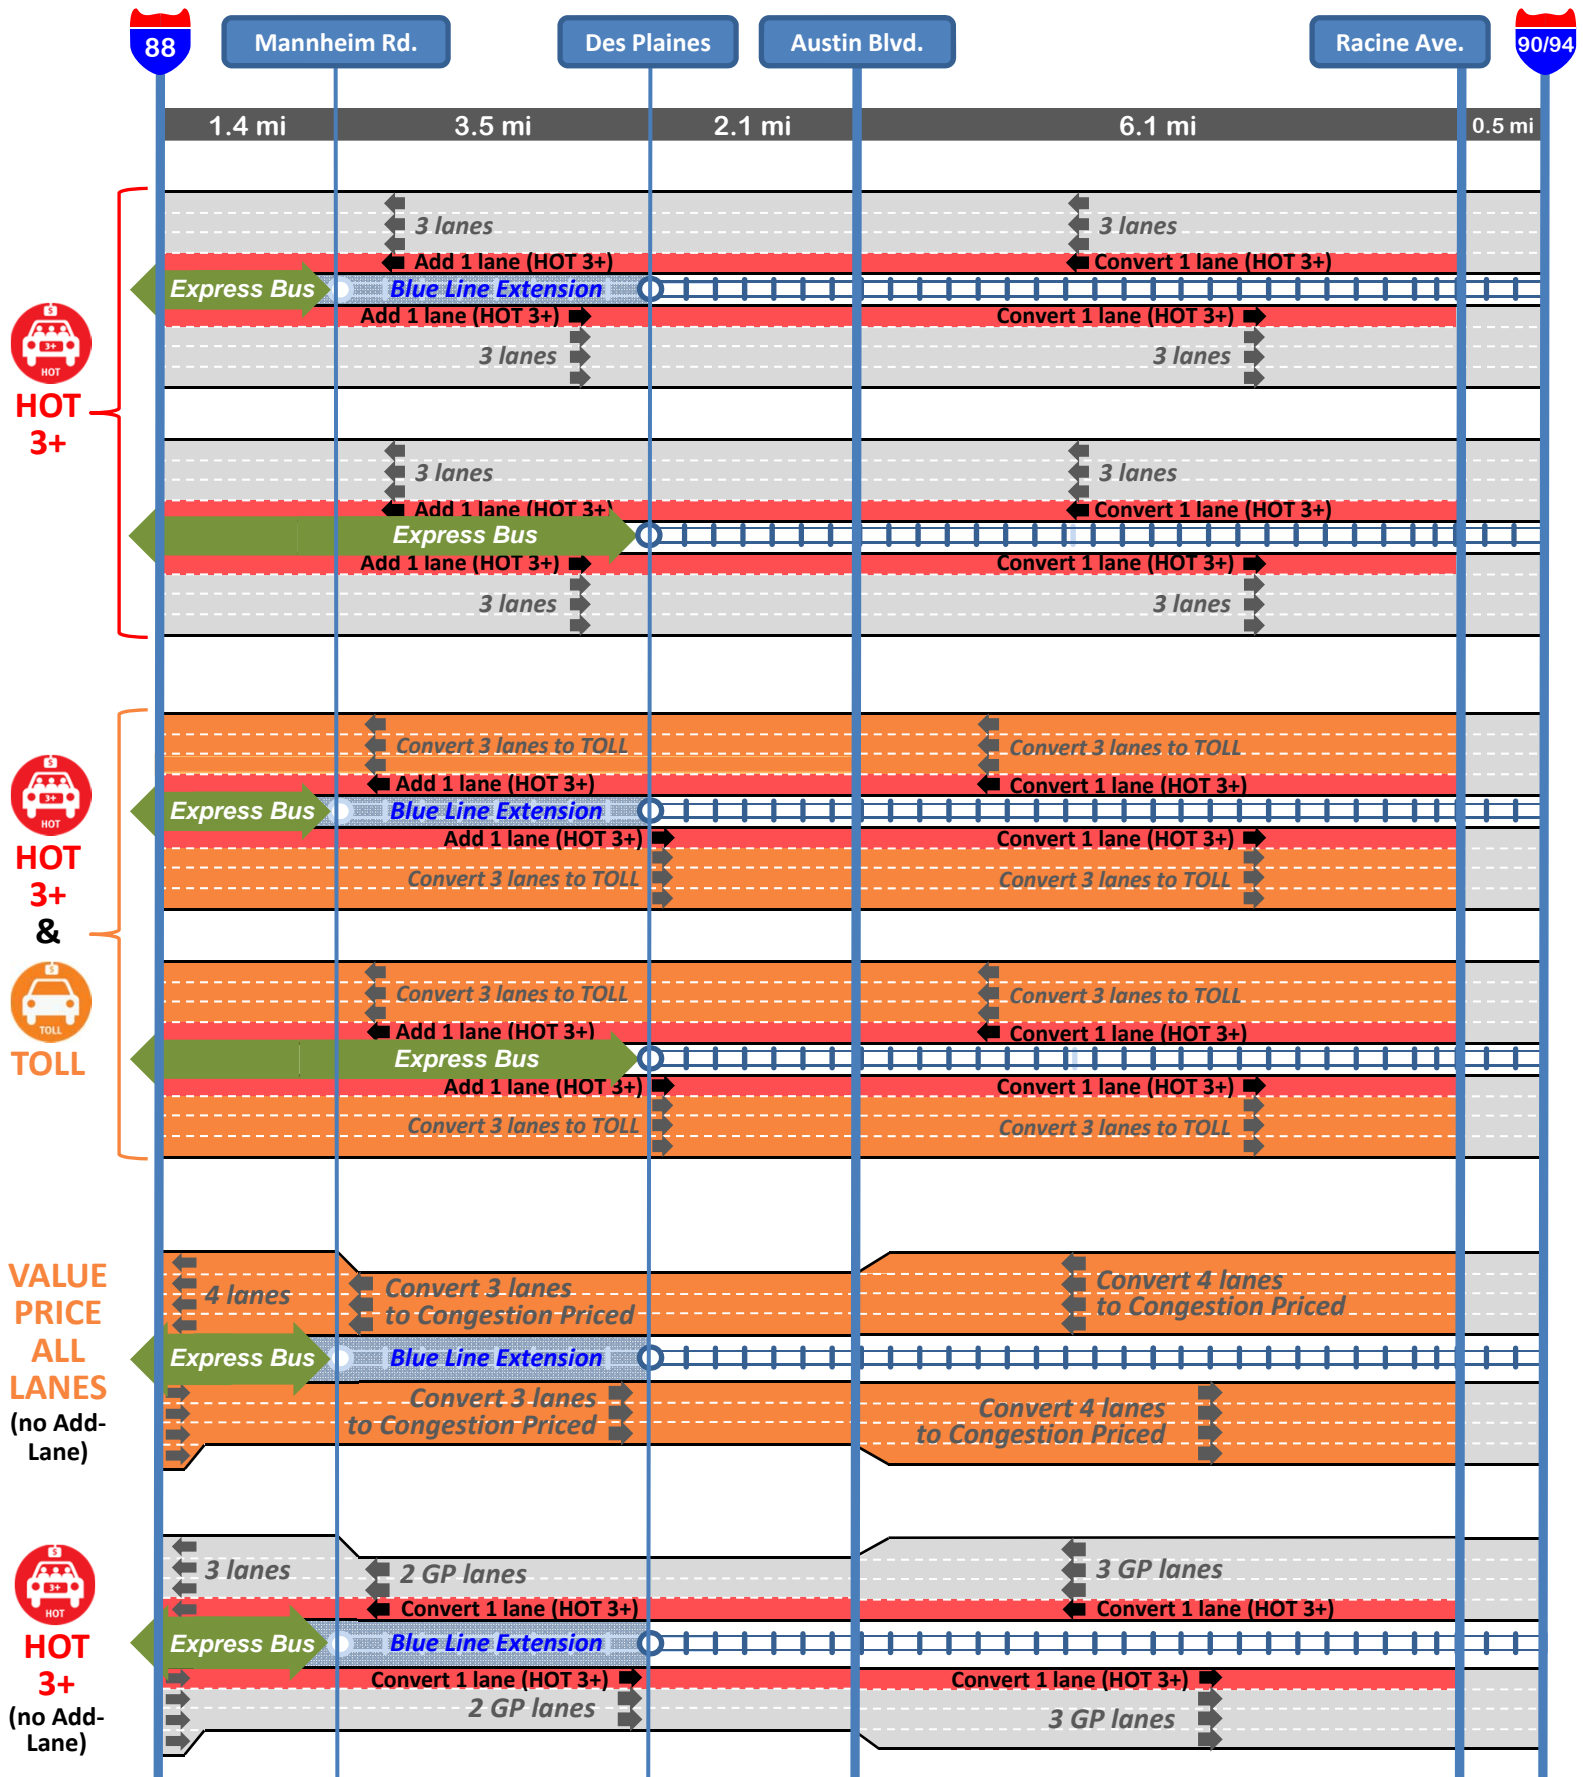 88
Mannheim Rd.
Des Plaines
Austin Blvd.
Racine Ave.
90/94
1.4 mi
3.5 mi
2.1 mi
6.1 mi
0.5 mi
3 lanes
3 lanes
Add 1 lane (HOT 3+)
Convert 1 lane (HOT 3+)
Express Bus
Blue Line Extension
Add 1 lane (HOT 3+)
Convert 1 lane (HOT 3+)
3 lanes
3 lanes
$
3+
HOT
HOT
3+
3 lanes
3 lanes
Add 1 lane (HOT 3+)
Convert 1 lane (HOT 3+)
Express Bus
Add 1 lane (HOT 3+)
Convert 1 lane (HOT 3+)
3 lanes
3 lanes
Convert 3 lanes to TOLL
Convert 3 lanes to TOLL
Add 1 lane (HOT 3+)
Convert 1 lane (HOT 3+)
Express Bus
Blue Line Extension
Add 1 lane (HOT 3+)
Convert 1 lane (HOT 3+)
Convert 3 lanes to TOLL
Convert 3 lanes to TOLL
$
3+
HOT
HOT
3+
&
$
TOLL
TOLL
Convert 3 lanes to TOLL
Convert 3 lanes to TOLL
Add 1 lane (HOT 3+)
Convert 1 lane (HOT 3+)
Express Bus
Add 1 lane (HOT 3+)
Convert 1 lane (HOT 3+)
Convert 3 lanes to TOLL
Convert 3 lanes to TOLL
VALUE
PRICE
ALL
LANES
(no Add-
Lane)
4 lanes
Convert 3 lanes
to Congestion Priced
Convert 4 lanes
to Congestion Priced
Express Bus
Blue Line Extension
Convert 3 lanes
to Congestion Priced
Convert 4 lanes
to Congestion Priced
$
3+
HOT
HOT
3+
(no Add-
Lane)
3 lanes
2 GP lanes
3 GP lanes
Convert 1 lane (HOT 3+)
Convert 1 lane (HOT 3+)
Express Bus
Blue Line Extension
Convert 1 lane (HOT 3+)
Convert 1 lane (HOT 3+)
2 GP lanes
3 GP lanes